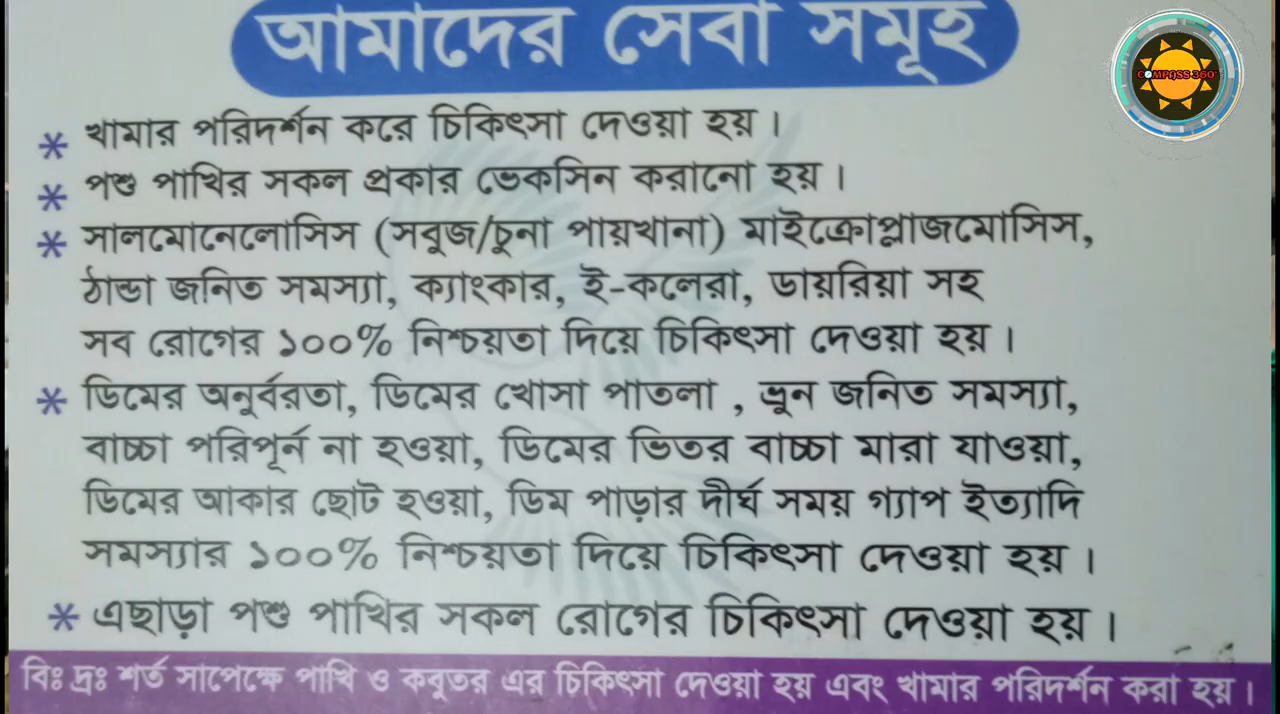 আমাদের সেবা সমূহ
COMPASS 360°
* খামার পরিদর্শন করে চিকিৎসা দেওয়া হয়।
* পশু পাখির সকল প্রকার ভেকসিন করানো হয়।
* সালমোনেলোসিস (সবুজ/চুনা পায়খানা) মাইক্রোপ্লাজমোসিস,
ঠান্ডা জনিত সমস্যা, ক্যাংকার, ই-কলেরা, ডায়রিয়া সহ
সব রোগের ১০০% নিশ্চয়তা দিয়ে চিকিৎসা দেওয়া হয়।
* ডিমের অনুর্বরতা, ডিমের খোসা পাতলা , ভ্রুন জনিত সমস্যা,
বাচ্চা পরিপূর্ন না হওয়া, ডিমের ভিতর বাচ্চা মারা যাওয়া,
ডিমের আকার ছোট হওয়া, ডিম পাড়ার দীর্ঘ সময় গ্যাপ ইত্যাদি
সমস্যার ১০০% নিশ্চয়তা দিয়ে চিকিৎসা দেওয়া হয়।
* এছাড়া পশু পাখির সকল রোগের চিকিৎসা দেওয়া হয়।
বিঃ দ্রঃ শর্ত সাপেক্ষে পাখি ও কবুতর এর চিকিৎসা দেওয়া হয় এবং খামার পরিদর্শন করা হয়।